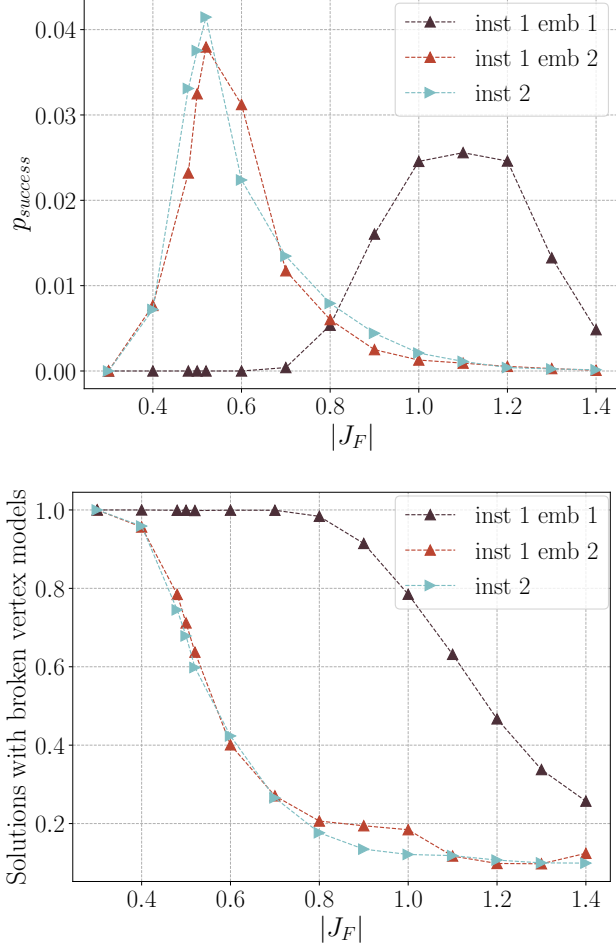 0.04
0.03
0.02
0.01
0.00
p_success
inst 1 emb 1
inst 1 emb 2
inst 2
0.4 0.6 0.8 1.0 1.2 1.4
|J_F|
1.0
0.8
0.6
0.4
0.2
Solutions with broken vertex models
inst 1 emb 1
inst 1 emb 2
inst 2
0.4 0.6 0.8 1.0 1.2 1.4
|J_F|